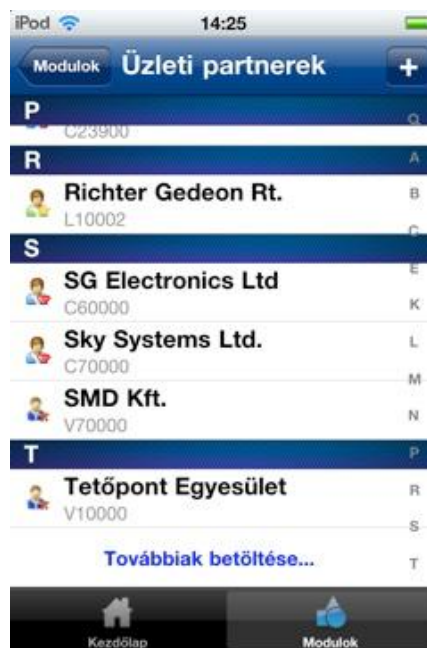 iPod 14:25
Modulok Üzleti partnerek +
P
C23900
R
Richter Gedeon Rt.
L10002
S
SG Electronics Ltd
C60000
Sky Systems Ltd.
C70000
SMD Kft.
V70000
T
Tetőpont Egyesület
V10000
Továbbiak betöltése...
Q
A
B
C
E
K
L
M
N
P
R
S
T
Kezdőlap Modulok